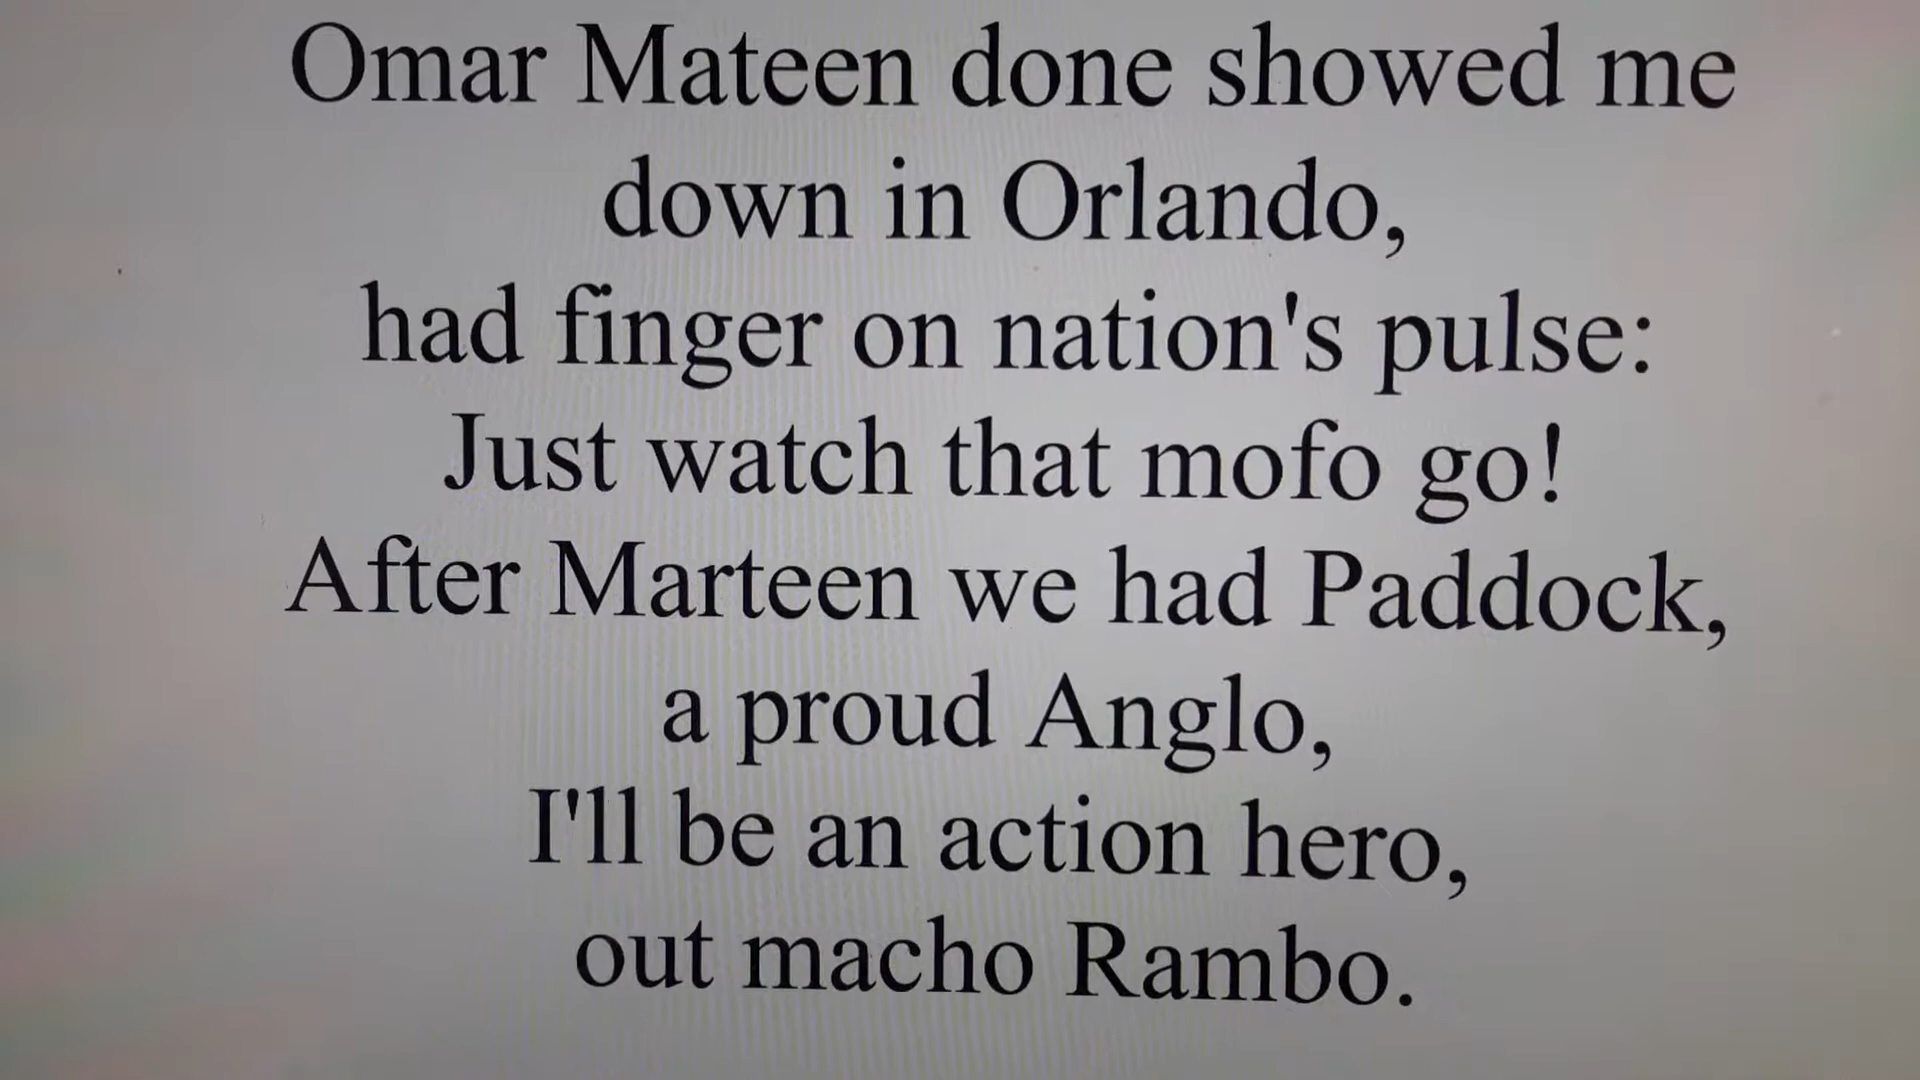 Omar Mateen done showed me
down in Orlando,
had finger on nation's pulse:
Just watch that mofo go!
After Marteen we had Paddock,
a proud Anglo,
I'll be an action hero,
out macho Rambo.